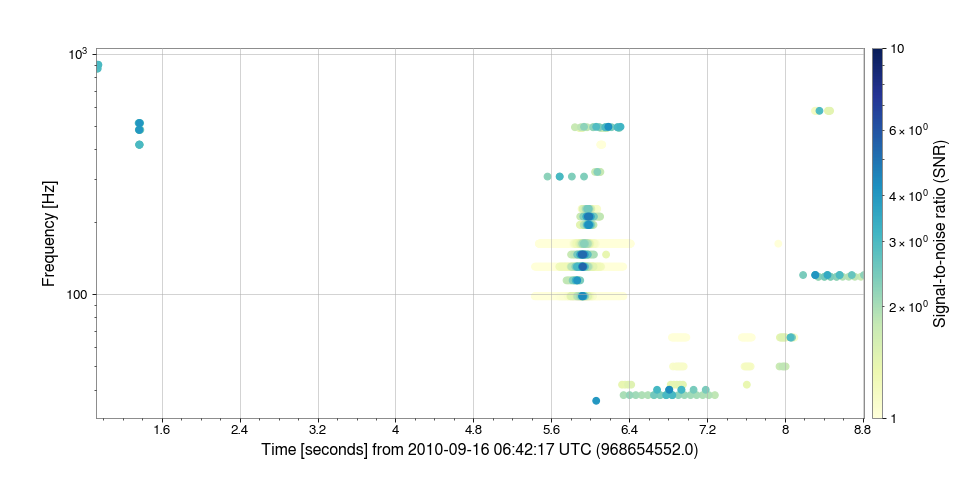 10³
100
Frequency [Hz]
1.6 2.4 3.2 4 4.8 5.6 6.4 7.2 8 8.8
Time [seconds] from 2010-09-16 06:42:17 UTC (968654552.0)
10
6 × 10⁰
4 × 10⁰
3 × 10⁰
2 × 10⁰
1
Signal-to-noise ratio (SNR)